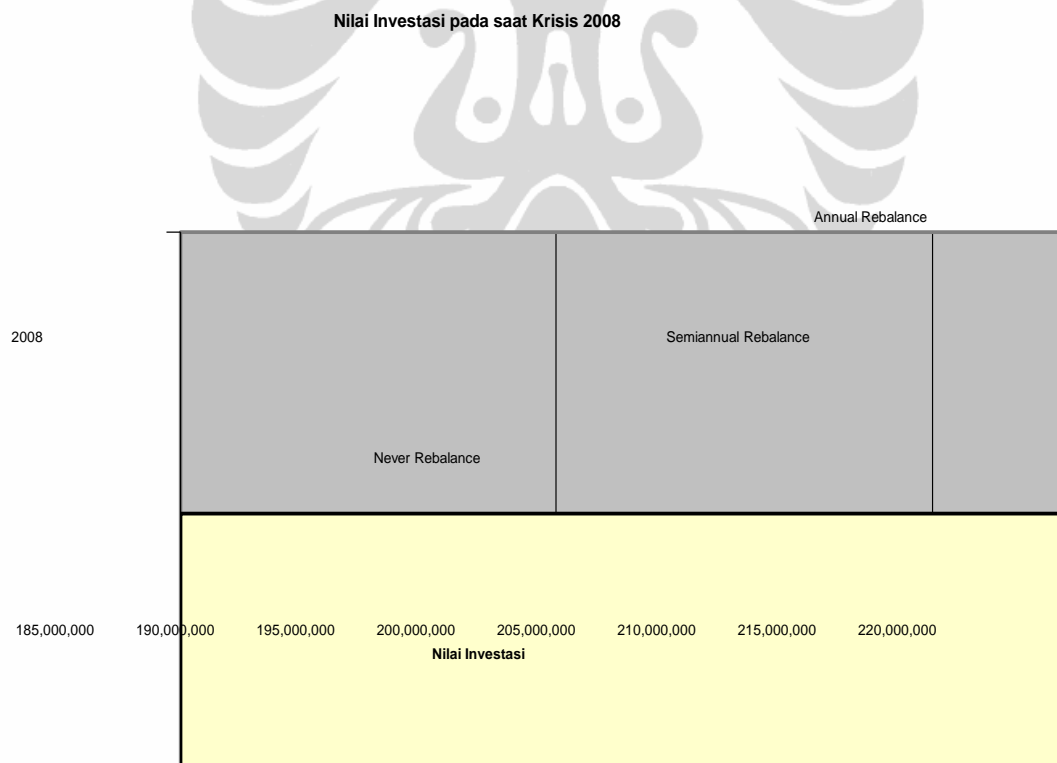 Nilai Investasi pada saat Krisis 2008
Annual Rebalance
2008
Semiannual Rebalance
Never Rebalance
185,000,000 190,000,000 195,000,000 200,000,000 205,000,000 210,000,000 215,000,000 220,000,000
Nilai Investasi